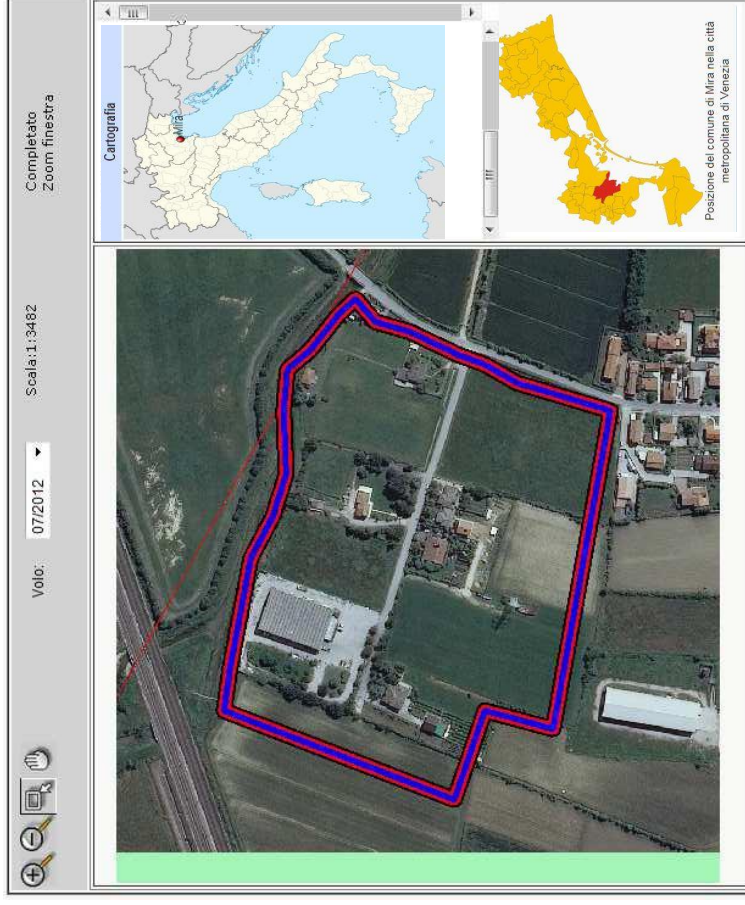 Volo:
07/2012
Scala:1:3482
Completato
Zoom finestra
Cartografia
Mira
Posizione del comune di Mira nella città
metropolitana di Venezia